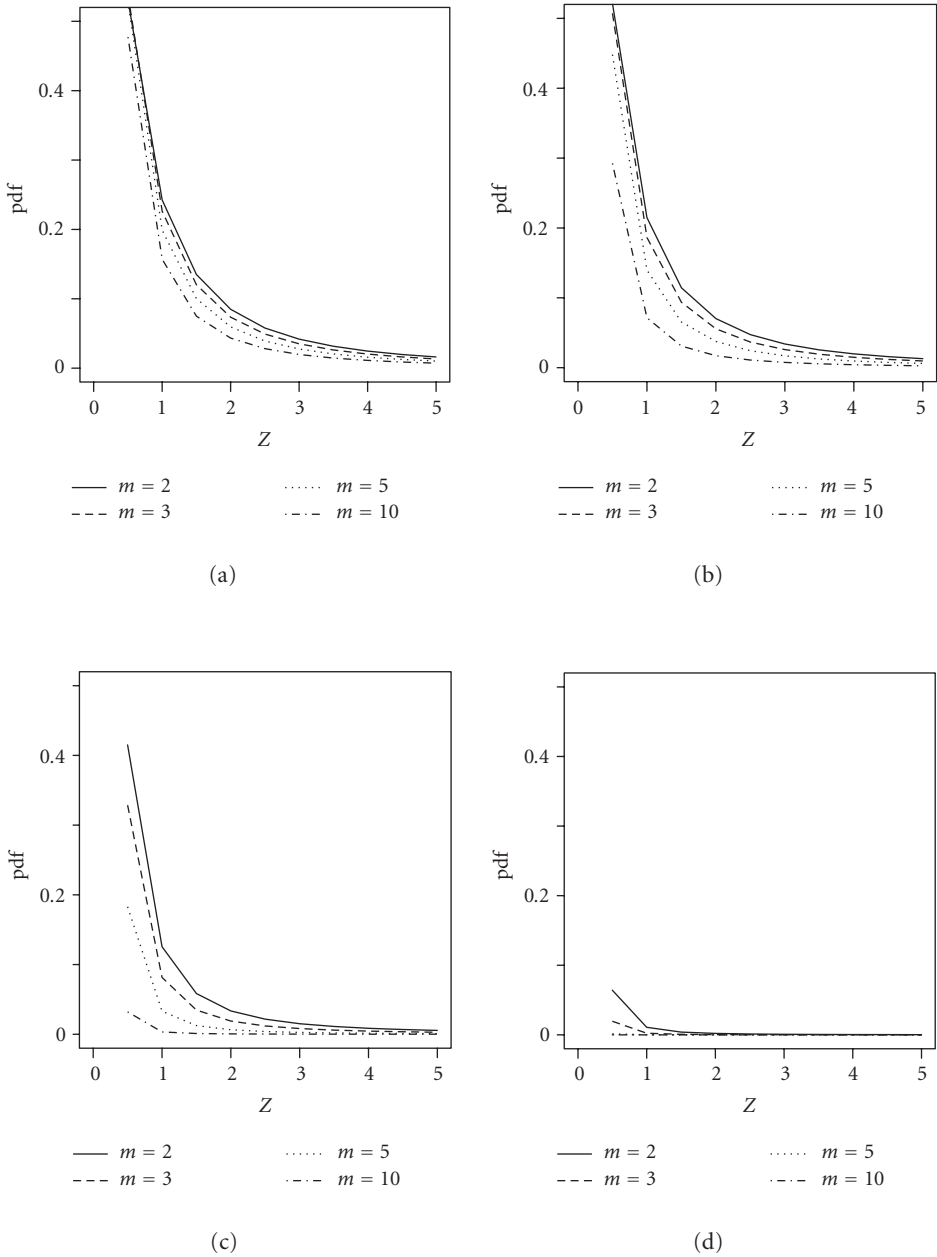 pdf
0.4
0.2
0
0 1 2 3 4 5
Z
m = 2
m = 5
m = 3
m = 10
(a)
pdf
0.4
0.2
0
0 1 2 3 4 5
Z
m = 2
m = 5
m = 3
m = 10
(b)
pdf
0.4
0.2
0
0 1 2 3 4 5
Z
m = 2
m = 5
m = 3
m = 10
(c)
pdf
0.4
0.2
0
0 1 2 3 4 5
Z
m = 2
m = 5
m = 3
m = 10
(d)